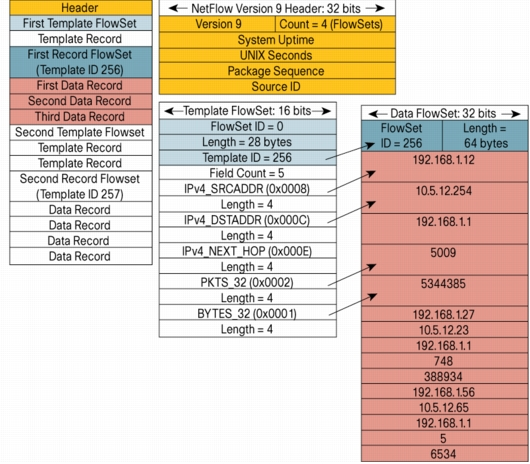 Header
First Template FlowSet
Template Record
First Record FlowSet
(Template ID 256)
First Data Record
Second Data Record
Third Data Record
Second Template Flowset
Template Record
Template Record
Second Record Flowset
(Template ID 257)
Data Record
Data Record
Data Record
Data Record
NetFlow Version 9 Header: 32 bits
Version 9
Count = 4 (FlowSets)
System Uptime
UNIX Seconds
Package Sequence
Source ID
Template FlowSet: 16 bits
FlowSet ID = 0
Length = 28 bytes
Template ID = 256
Field Count = 5
IPv4_SRCADDR (0x0008)
Length = 4
IPv4_DSTADDR (0x000C)
Length = 4
IPv4_NEXT_HOP (0x000E)
Length = 4
PKTS_32 (0x0002)
Length = 4
BYTES_32 (0x0001)
Length = 4
Data FlowSet: 32 bits
FlowSet
ID = 256
Length =
64 bytes
192.168.1.12
10.5.12.254
192.168.1.1
5009
5344385
192.168.1.27
10.5.12.23
192.168.1.1
748
388934
192.168.1.56
10.5.12.65
192.168.1.1
5
6534